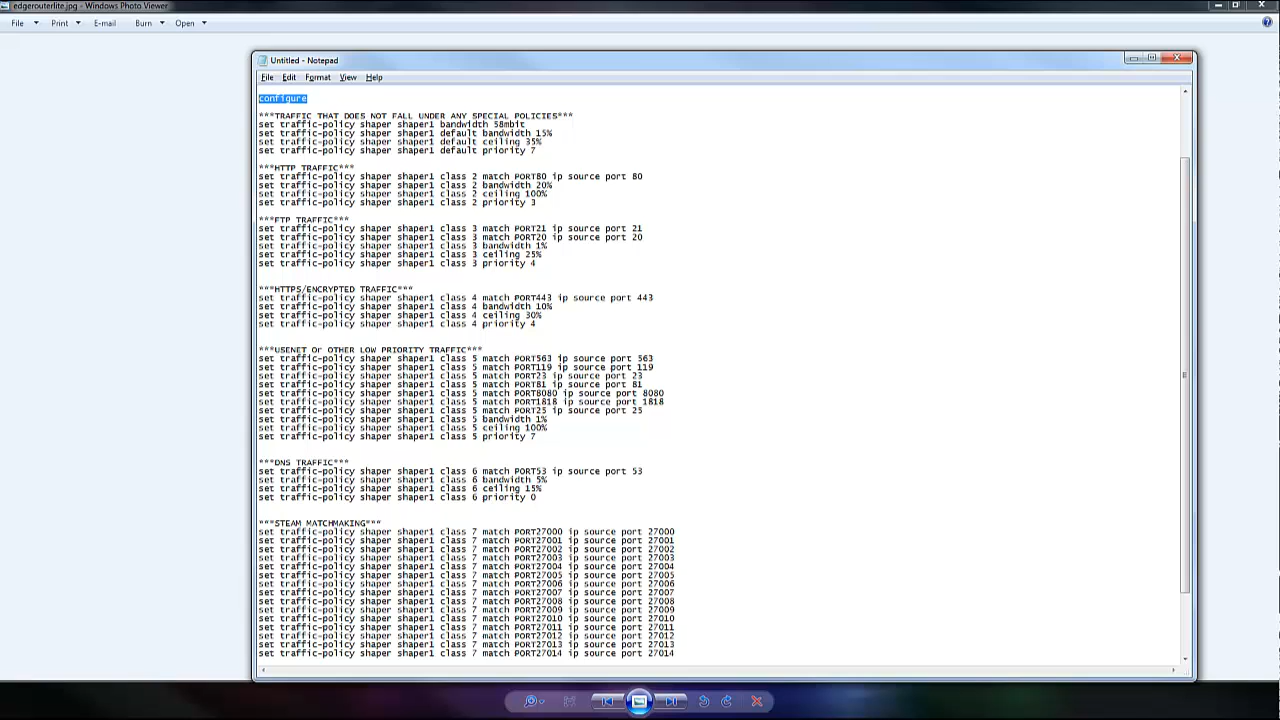 edgerouterlite.jpg - Windows Photo Viewer
File Print E-mail Burn Open
Untitled - Notepad
File Edit Format View Help
configure
***TRAFFIC THAT DOES NOT FALL UNDER ANY SPECIAL POLICIES***
set traffic-policy shaper shaper1 bandwidth 58mbit
set traffic-policy shaper shaper1 default bandwidth 15%
set traffic-policy shaper shaper1 default ceiling 35%
set traffic-policy shaper shaper1 default priority 7
***HTTP TRAFFIC***
set traffic-policy shaper shaper1 class 2 match PORT80 ip source port 80
set traffic-policy shaper shaper1 class 2 bandwidth 20%
set traffic-policy shaper shaper1 class 2 ceiling 100%
set traffic-policy shaper shaper1 class 2 priority 3
***FTP TRAFFIC***
set traffic-policy shaper shaper1 class 3 match PORT21 ip source port 21
set traffic-policy shaper shaper1 class 3 match PORT20 ip source port 20
set traffic-policy shaper shaper1 class 3 bandwidth 1%
set traffic-policy shaper shaper1 class 3 ceiling 25%
set traffic-policy shaper shaper1 class 3 priority 4
***HTTPS/ENCRYPTED TRAFFIC***
set traffic-policy shaper shaper1 class 4 match PORT443 ip source port 443
set traffic-policy shaper shaper1 class 4 bandwidth 10%
set traffic-policy shaper shaper1 class 4 ceiling 30%
set traffic-policy shaper shaper1 class 4 priority 4
***USENET Or OTHER LOW PRIORITY TRAFFIC***
set traffic-policy shaper shaper1 class 5 match PORT563 ip source port 563
set traffic-policy shaper shaper1 class 5 match PORT119 ip source port 119
set traffic-policy shaper shaper1 class 5 match PORT23 ip source port 23
set traffic-policy shaper shaper1 class 5 match PORT81 ip source port 81
set traffic-policy shaper shaper1 class 5 match PORT8080 ip source port 8080
set traffic-policy shaper shaper1 class 5 match PORT1818 ip source port 1818
set traffic-policy shaper shaper1 class 5 match PORT25 ip source port 25
set traffic-policy shaper shaper1 class 5 bandwidth 1%
set traffic-policy shaper shaper1 class 5 ceiling 100%
set traffic-policy shaper shaper1 class 5 priority 7
***DNS TRAFFIC***
set traffic-policy shaper shaper1 class 6 match PORT53 ip source port 53
set traffic-policy shaper shaper1 class 6 bandwidth 5%
set traffic-policy shaper shaper1 class 6 ceiling 15%
set traffic-policy shaper shaper1 class 6 priority 0
***STEAM MATCHMAKING***
set traffic-policy shaper shaper1 class 7 match PORT27000 ip source port 27000
set traffic-policy shaper shaper1 class 7 match PORT27001 ip source port 27001
set traffic-policy shaper shaper1 class 7 match PORT27002 ip source port 27002
set traffic-policy shaper shaper1 class 7 match PORT27003 ip source port 27003
set traffic-policy shaper shaper1 class 7 match PORT27004 ip source port 27004
set traffic-policy shaper shaper1 class 7 match PORT27005 ip source port 27005
set traffic-policy shaper shaper1 class 7 match PORT27006 ip source port 27006
set traffic-policy shaper shaper1 class 7 match PORT27007 ip source port 27007
set traffic-policy shaper shaper1 class 7 match PORT27008 ip source port 27008
set traffic-policy shaper shaper1 class 7 match PORT27009 ip source port 27009
set traffic-policy shaper shaper1 class 7 match PORT27010 ip source port 27010
set traffic-policy shaper shaper1 class 7 match PORT27011 ip source port 27011
set traffic-policy shaper shaper1 class 7 match PORT27012 ip source port 27012
set traffic-policy shaper shaper1 class 7 match PORT27013 ip source port 27013
set traffic-policy shaper shaper1 class 7 match PORT27014 ip source port 27014